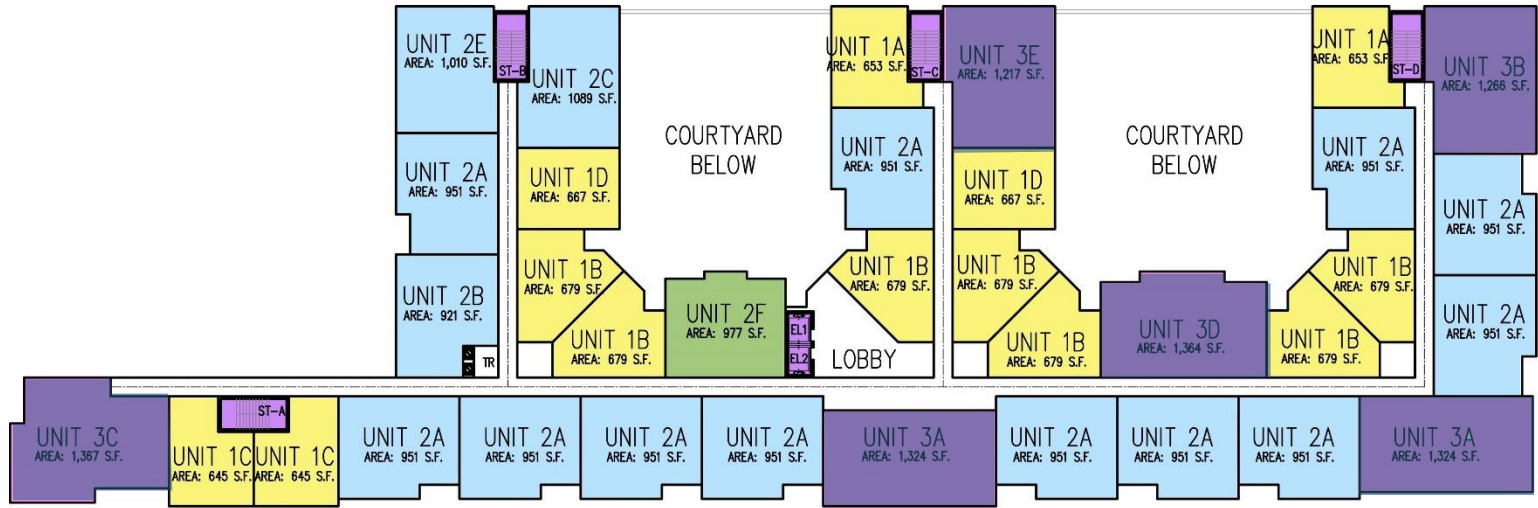 UNIT 2E
AREA: 1,010 S.F.
ST-B
UNIT 2C
AREA: 1089 S.F.
UNIT 1A
AREA: 653 S.F.
ST-C
UNIT 3E
AREA: 1,217 S.F.
UNIT 1A
AREA: 653 S.F.
ST-D
UNIT 3B
AREA: 1,266 S.F.
COURTYARD
BELOW
COURTYARD
BELOW
UNIT 2A
AREA: 951 S.F.
UNIT 1D
AREA: 667 S.F.
UNIT 2A
AREA: 951 S.F.
UNIT 1D
AREA: 667 S.F.
UNIT 2A
AREA: 951 S.F.
UNIT 2A
AREA: 951 S.F.
UNIT 2B
AREA: 921 S.F.
TR
UNIT 1B
AREA: 679 S.F.
UNIT 1B
AREA: 679 S.F.
UNIT 2F
AREA: 977 S.F.
EL1
EL2
LOBBY
UNIT 1B
AREA: 679 S.F.
UNIT 1B
AREA: 679 S.F.
UNIT 1B
AREA: 679 S.F.
UNIT 3D
AREA: 1,364 S.F.
UNIT 1B
AREA: 679 S.F.
UNIT 1B
AREA: 679 S.F.
UNIT 2A
AREA: 951 S.F.
UNIT 3C
AREA: 1,367 S.F.
ST-A
UNIT 1C
AREA: 645 S.F.
UNIT 1C
AREA: 645 S.F.
UNIT 2A
AREA: 951 S.F.
UNIT 2A
AREA: 951 S.F.
UNIT 2A
AREA: 951 S.F.
UNIT 2A
AREA: 951 S.F.
UNIT 3A
AREA: 1,324 S.F.
UNIT 2A
AREA: 951 S.F.
UNIT 2A
AREA: 951 S.F.
UNIT 2A
AREA: 951 S.F.
UNIT 3A
AREA: 1,324 S.F.